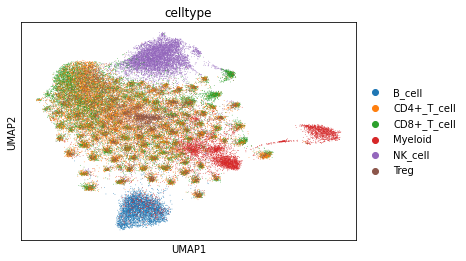 celltype
UMAP2
UMAP1
B_cell
CD4+_T_cell
CD8+_T_cell
Myeloid
NK_cell
Treg